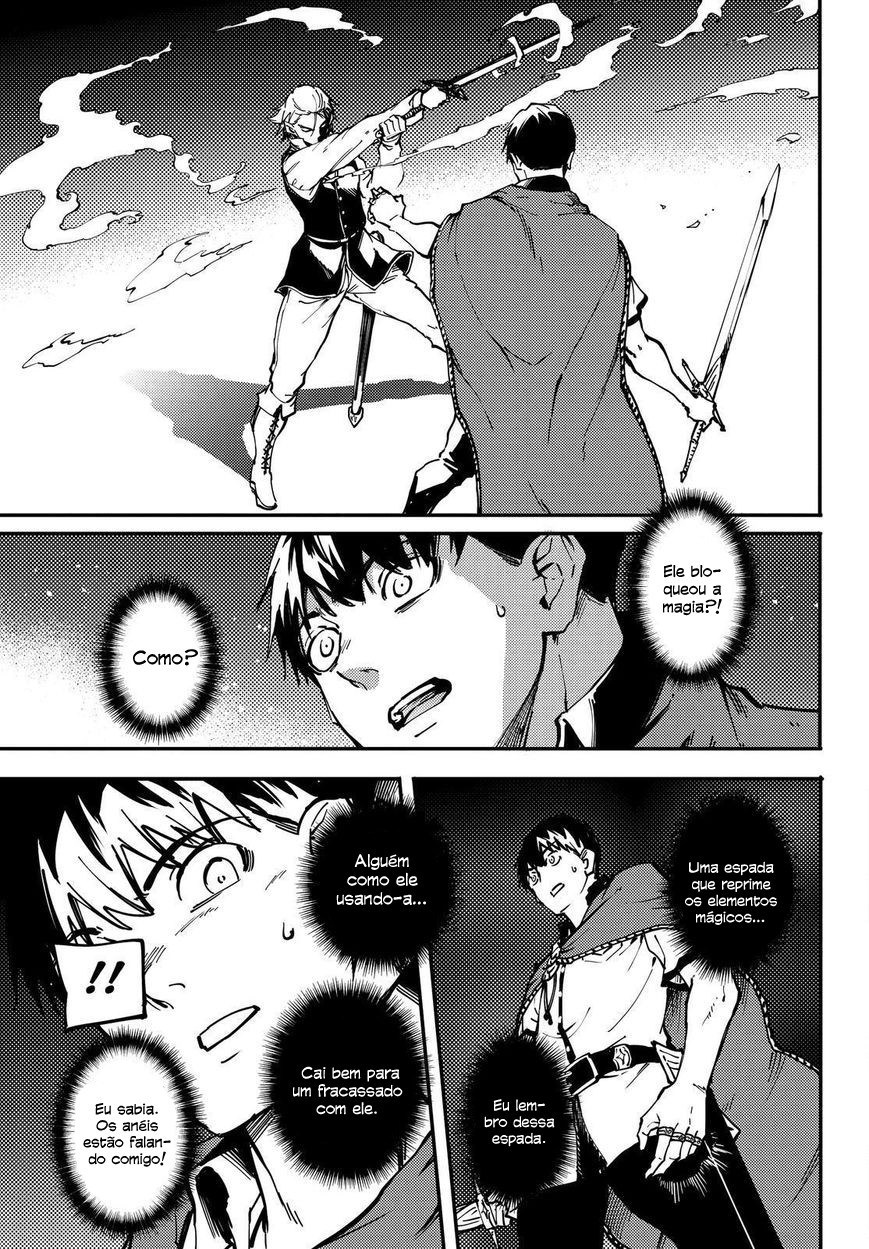 Ele blo-
queou a
magia?!
Como?
Uma espada
que reprime
os elementos
mágicos...
Eu lem-
bro dessa
espada.
Alguém
como ele
usando-a...
Cai bem para
um fracassado
com ele.
!!
Eu sabia.
Os anéis
estão falan-
do comigo!